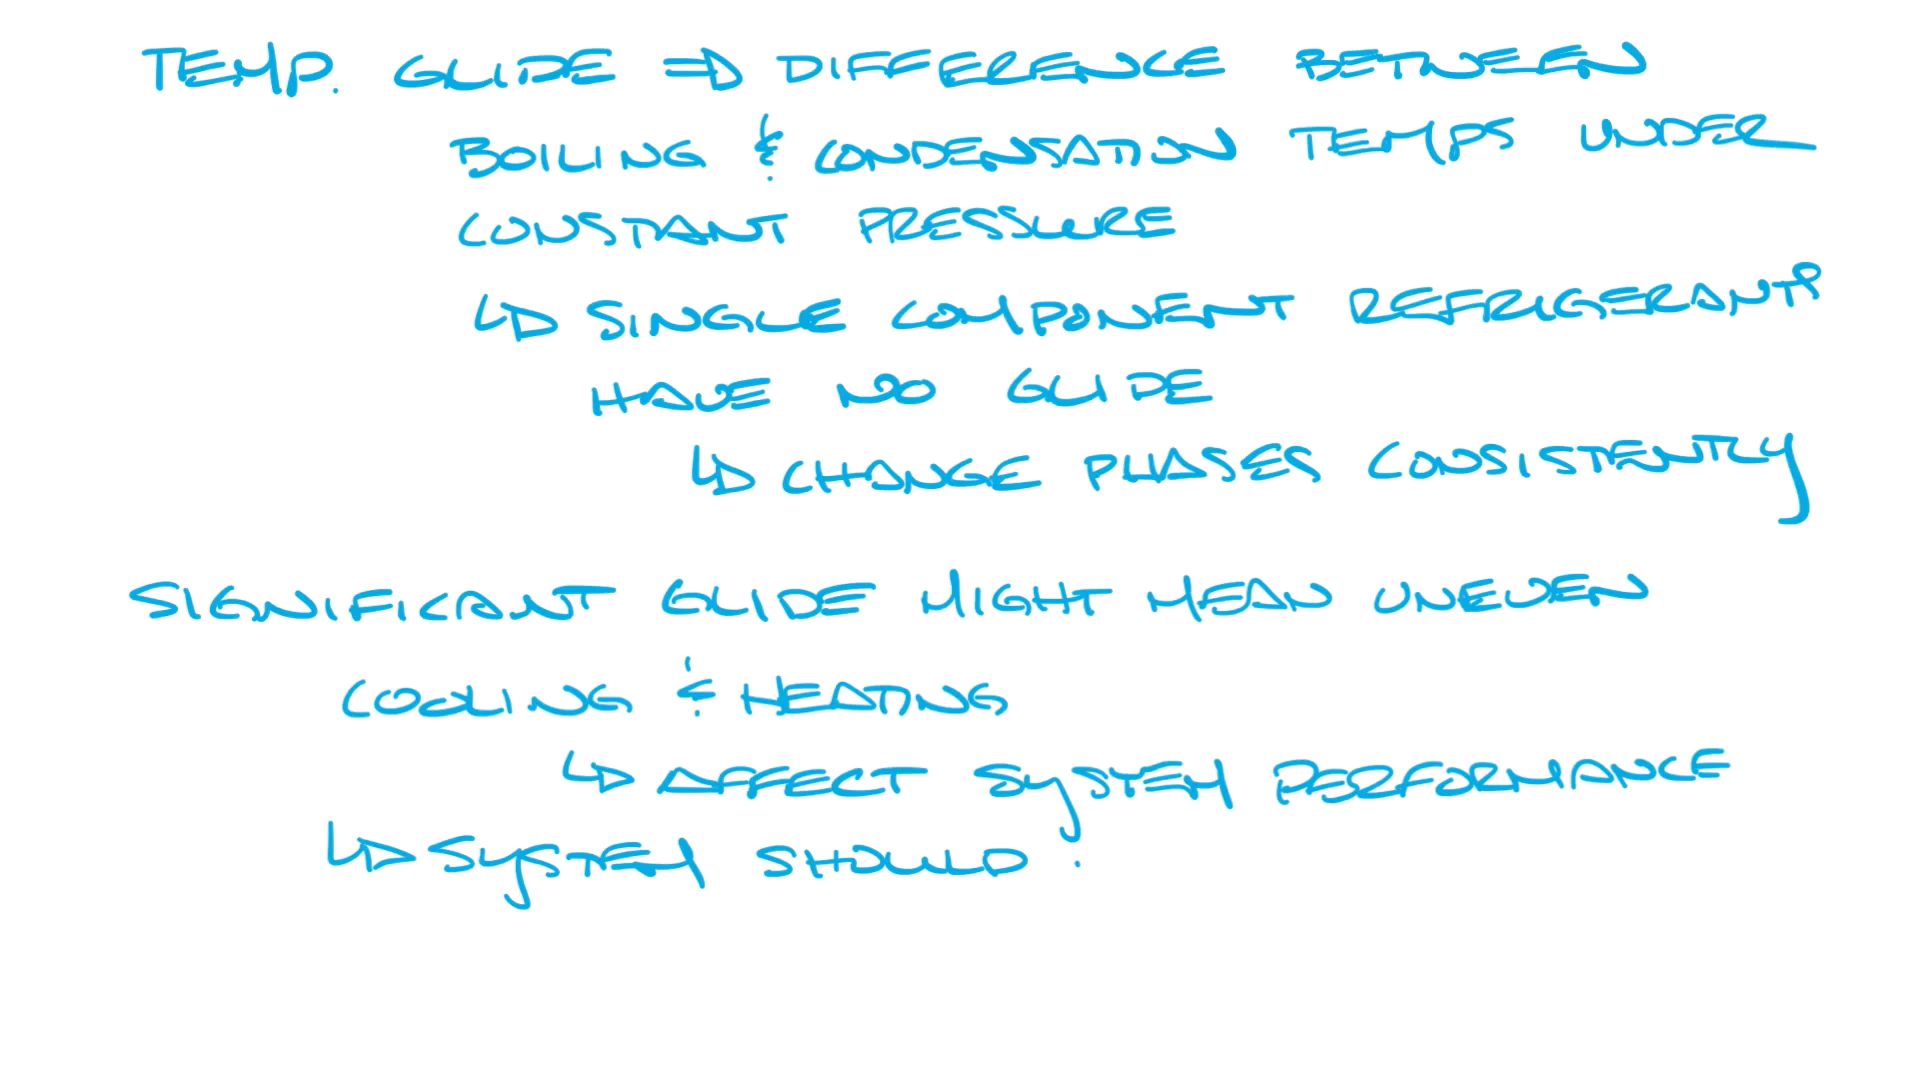 TEMP. GLIDE ⇒ DIFFERENCE BETWEEN
BOILING & CONDENSATION TEMPS UNDER
CONSTANT PRESSURE
↳ SINGLE COMPONENT REFRIGERANTS
HAVE NO GLIDE
↳ CHANGE PHASES CONSISTENTLY
SIGNIFICANT GLIDE MIGHT MEAN UNEVEN
COOLING & HEATING
↳ AFFECT SYSTEM PERFORMANCE
↳ SYSTEM SHOULD